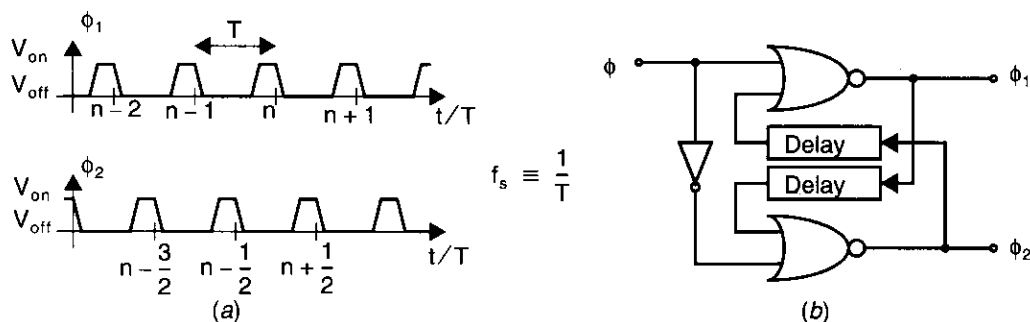 ϕ1
T
Von
Voff
n – 2
n – 1
n
n + 1
t/T
ϕ2
Von
Voff
n – 3/2
n – 1/2
n + 1/2
t/T
(a)
fs ≡ 1/T
ϕ
ϕ1
Delay
Delay
ϕ2
(b)